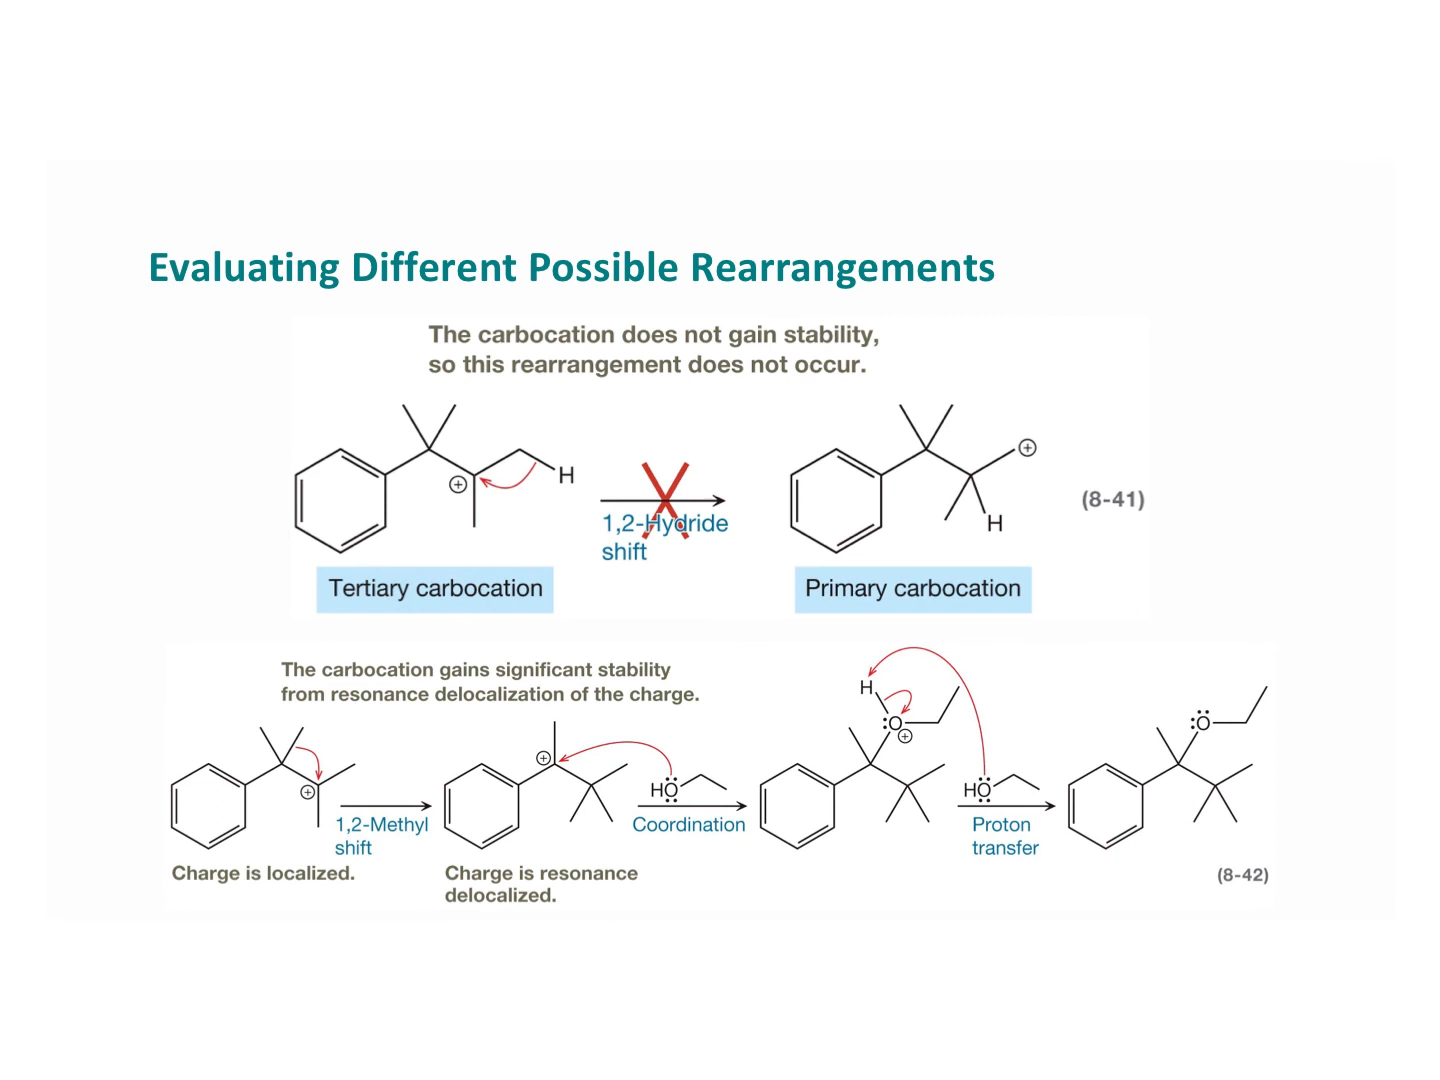 Evaluating Different Possible Rearrangements
The carbocation does not gain stability,
so this rearrangement does not occur.
⊕
H
1,2-Hydride
shift
⊕
H
(8-41)
Tertiary carbocation
Primary carbocation
The carbocation gains significant stability
from resonance delocalization of the charge.
⊕
1,2-Methyl
shift
⊕
HÖ
Coordination
H
:O
⊕
HÖ
Proton
transfer
Ö
Charge is localized.
Charge is resonance
delocalized.
(8-42)